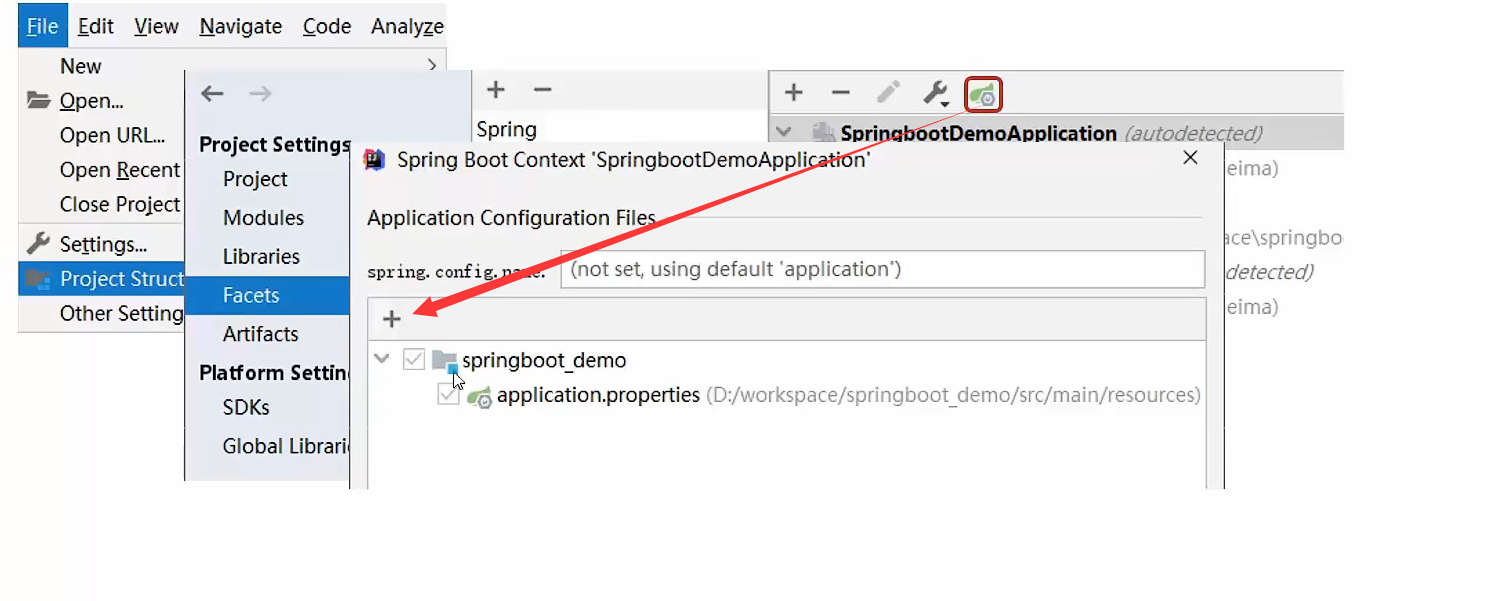 File Edit View Navigate Code Analyze
New
Open...
Open URL...
Open Recent
Close Project
Settings...
Project Struct
Other Setting
Project Settings
Project
Modules
Libraries
Facets
Artifacts
Platform Settin
SDKs
Global Librari
Spring
SpringbootDemoApplication (autodetected)
eima)
ace\springbo
detected)
eima)
Spring Boot Context 'SpringbootDemoApplication'
Application Configuration Files
spring.config.name. (not set, using default 'application')
springboot_demo
application.properties (D:/workspace/springboot_demo/src/main/resources)